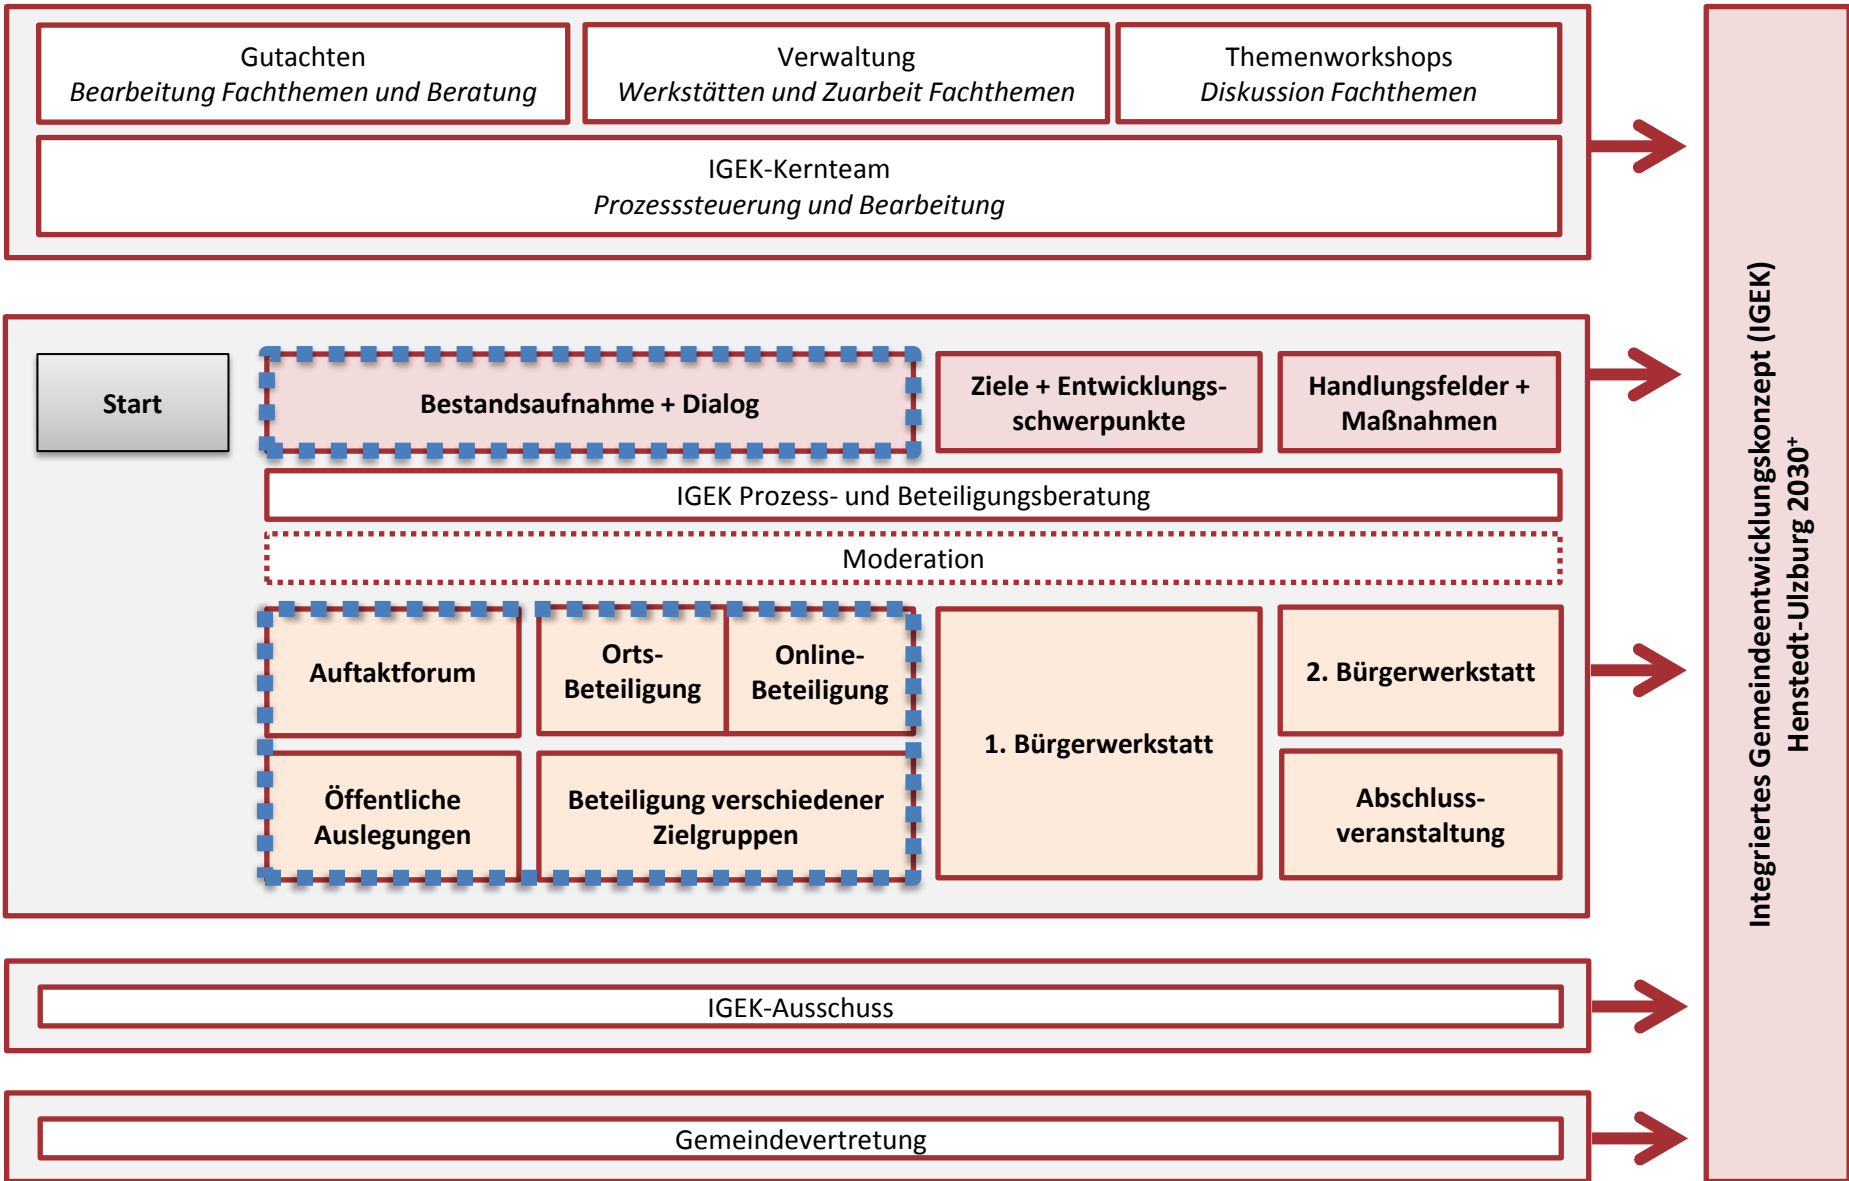 Gutachten
Bearbeitung Fachthemen und Beratung
Verwaltung
Werkstätten und Zuarbeit Fachthemen
Themenworkshops
Diskussion Fachthemen
IGEK-Kernteam
Prozesssteuerung und Bearbeitung
Start
Bestandsaufnahme + Dialog
Ziele + Entwicklungs-
schwerpunkte
Handlungsfelder +
Maßnahmen
IGEK Prozess- und Beteiligungsberatung
Moderation
Auftaktforum
Orts-
Beteiligung
Online-
Beteiligung
Öffentliche
Auslegungen
Beteiligung verschiedener
Zielgruppen
1. Bürgerwerkstatt
2. Bürgerwerkstatt
Abschluss-
veranstaltung
IGEK-Ausschuss
Gemeindevertretung
Integriertes Gemeindeentwicklungskonzept (IGEK)
Henstedt-Ulzburg 2030⁺